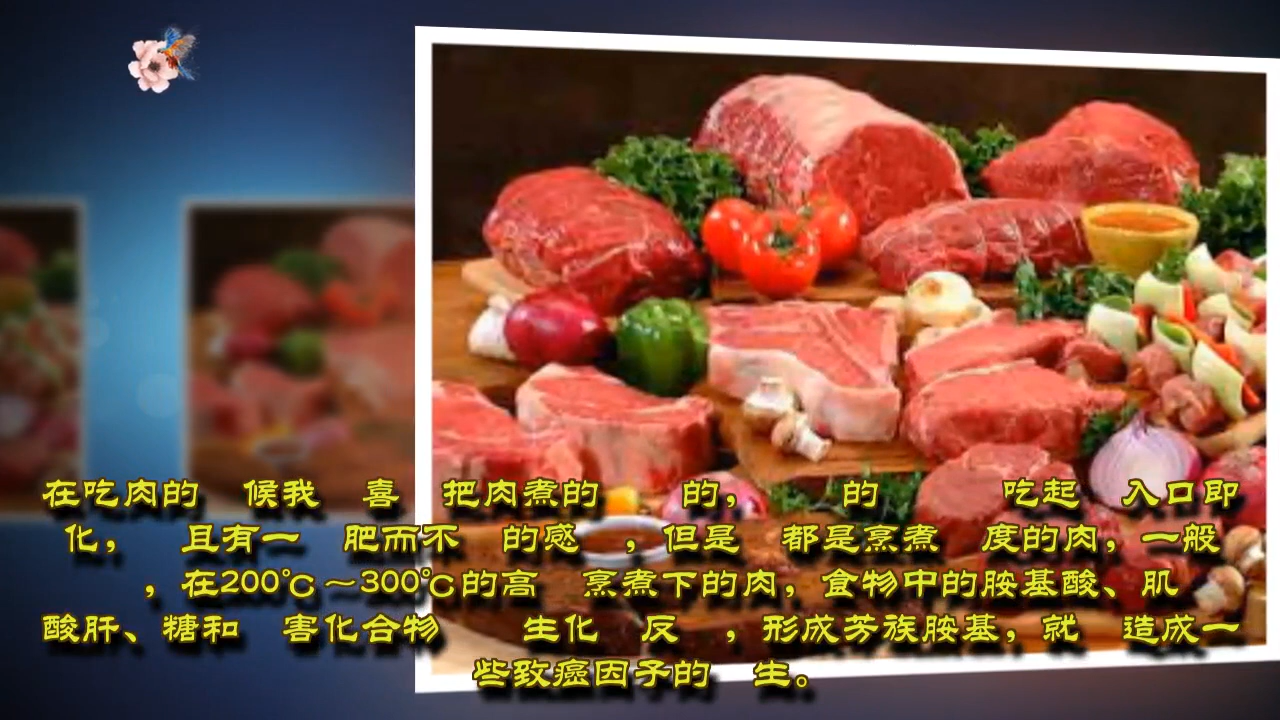 在吃肉的 候我 喜 把肉煮的 的， 的 吃起 入口即
化， 且有一 肥而不 的感 ，但是 都是烹煮 度的肉，一般
，在200℃～300℃的高 烹煮下的肉，食物中的胺基酸、肌
酸肝、糖和 害化合物 生化 反 ，形成芳族胺基，就 造成一
些致癌因子的 生。